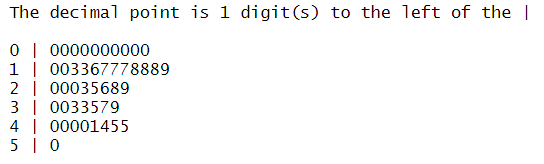 The decimal point is 1 digit(s) to the left of the |
0 | 0000000000
1 | 003367778889
2 | 00035689
3 | 0033579
4 | 00001455
5 | 0